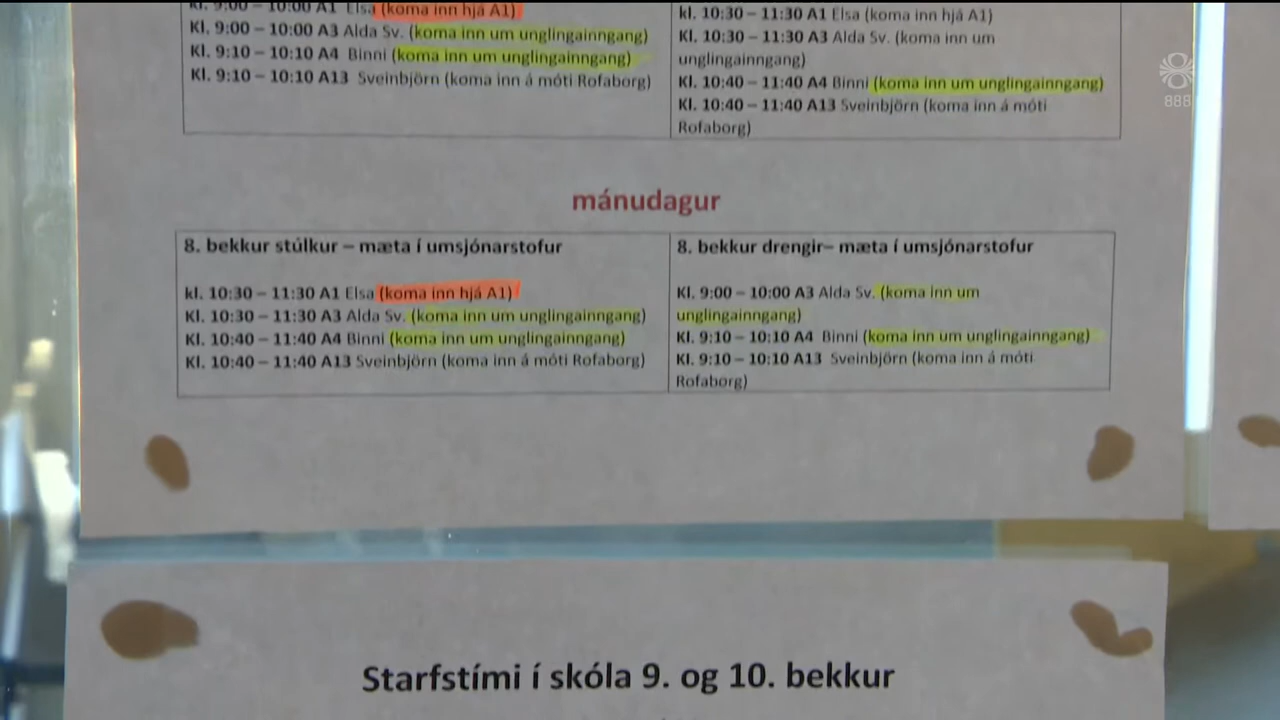 kl. 9:00 – 10:00 A1 Elsa (koma inn hjá A1)
Kl. 9:00 – 10:00 A3 Alda Sv. (koma inn um unglingainngang)
Kl. 9:10 – 10:10 A4 Binni (koma inn um unglingainngang)
Kl. 9:10 – 10:10 A13 Sveinbjörn (koma inn á móti Rofaborg)
kl. 10:30 – 11:30 A1 Elsa (koma inn hjá A1)
Kl. 10:30 – 11:30 A3 Alda Sv. (koma inn um
unglingainngang)
Kl. 10:40 – 11:40 A4 Binni (koma inn um unglingainngang)
Kl. 10:40 – 11:40 A13 Sveinbjörn (koma inn á móti
Rofaborg)
888
mánudagur
8. bekkur stúlkur – mæta í umsjónarstofur
kl. 10:30 – 11:30 A1 Elsa (koma inn hjá A1)
Kl. 10:30 – 11:30 A3 Alda Sv. (koma inn um unglingainngang)
Kl. 10:40 – 11:40 A4 Binni (koma inn um unglingainngang)
Kl. 10:40 – 11:40 A13 Sveinbjörn (koma inn á móti Rofaborg)
8. bekkur drengir– mæta í umsjónarstofur
Kl. 9:00 – 10:00 A3 Alda Sv. (koma inn um
unglingainngang)
Kl. 9:10 – 10:10 A4 Binni (koma inn um unglingainngang)
Kl. 9:10 – 10:10 A13 Sveinbjörn (koma inn á móti
Rofaborg)
Starfstími í skóla 9. og 10. bekkur